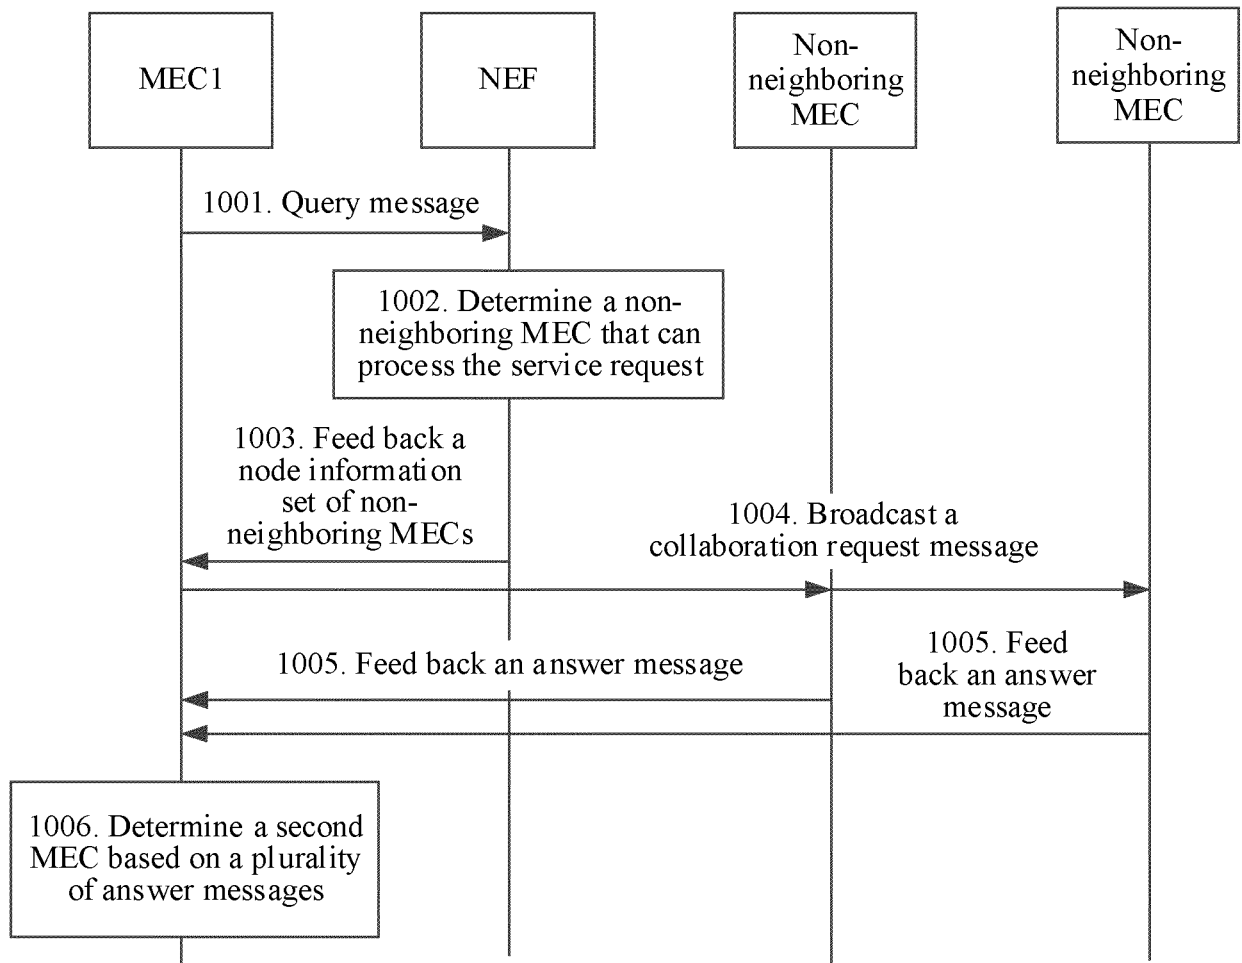 MEC1
NEF
Non-
neighboring
MEC
Non-
neighboring
MEC
1001. Query message
1002. Determine a non-
neighboring MEC that can
process the service request
1003. Feed back a
node information
set of non-
neighboring MECs
1004. Broadcast a
collaboration request message
1005. Feed back an answer message
1005. Feed
back an answer
message
1006. Determine a second
MEC based on a plurality
of answer messages